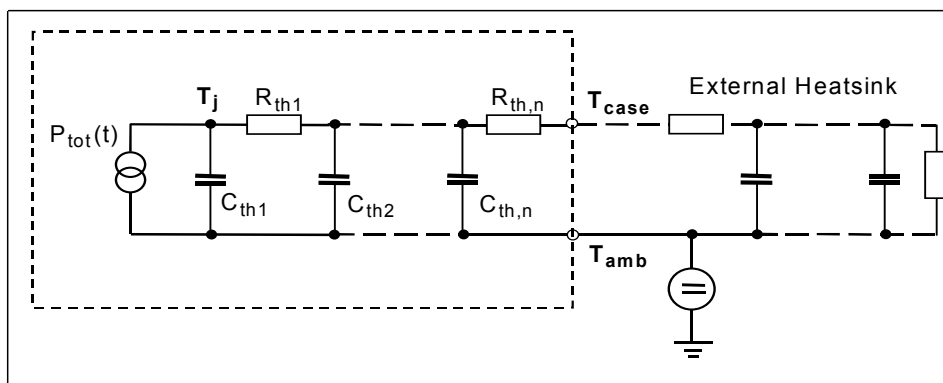 External Heatsink
T_j
R_th1
R_th,n
T_case
P_tot(t)
C_th1
C_th2
C_th,n
T_amb